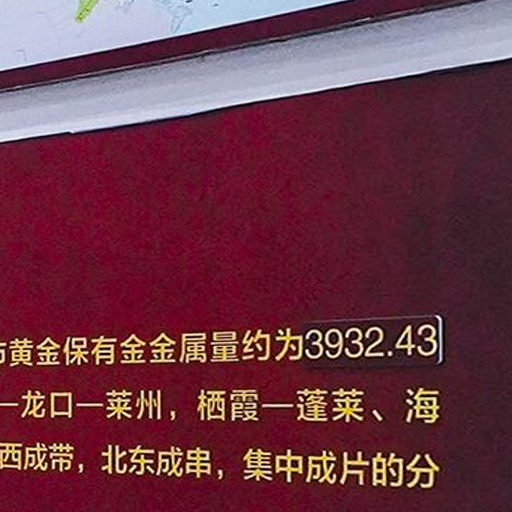 市黄金保有金金属量约为3932.43
一龙口一莱州，栖霞一蓬莱、海
西成带，北东成串，集中成片的分